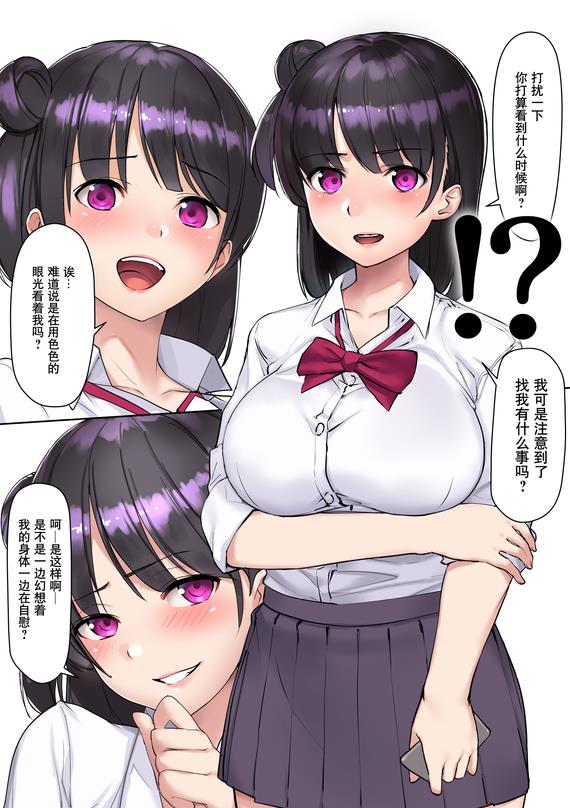 打扰一下
你打算看到什么时候啊？
!?
我可是注意到了
找我有什么事吗？
诶…
难道说是在用色色的
眼光看着我吗？
呵—是这样啊—
是不是一边幻想着
我的身体一边在自慰？